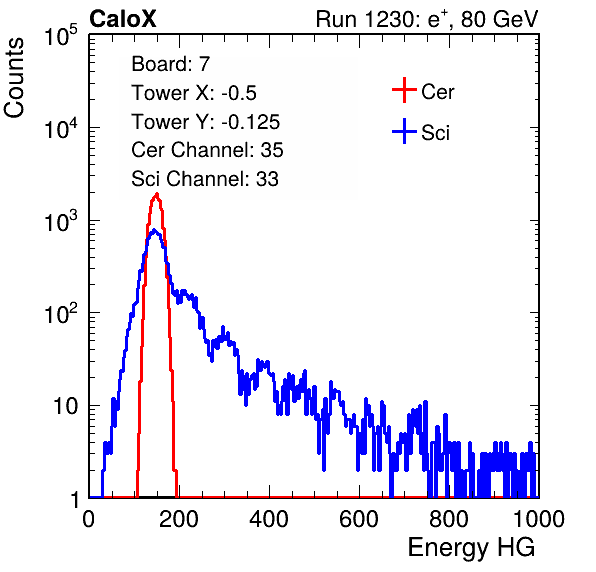 CaloX Run 1230: e⁺, 80 GeV
Counts
10⁵
10⁴
10³
10²
10
1
Board: 7
Tower X: -0.5
Tower Y: -0.125
Cer Channel: 35
Sci Channel: 33
Cer
Sci
0 200 400 600 800 1000
Energy HG